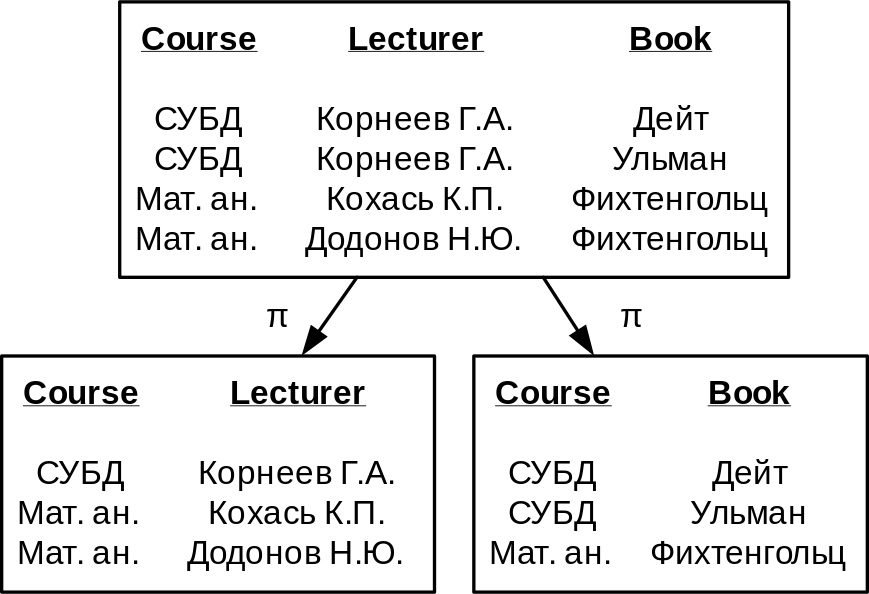 Course Lecturer Book
СУБД Корнеев Г.А. Дейт
СУБД Корнеев Г.А. Ульман
Мат. ан. Кохась К.П. Фихтенгольц
Мат. ан. Додонов Н.Ю. Фихтенгольц
π π
Course Lecturer
СУБД Корнеев Г.А.
Мат. ан. Кохась К.П.
Мат. ан. Додонов Н.Ю.
Course Book
СУБД Дейт
СУБД Ульман
Мат. ан. Фихтенгольц